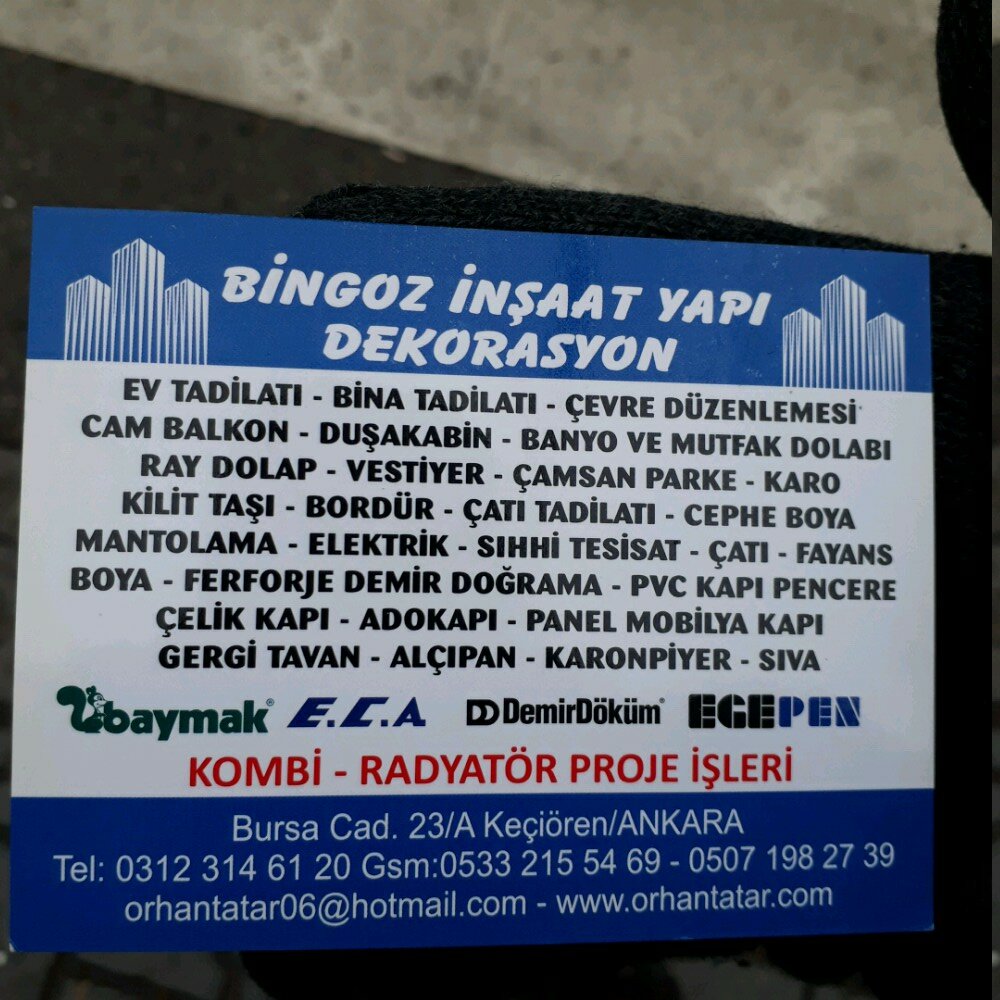 BİNGOZ İNŞAAT YAPI
DEKORASYON
EV TADİLATI - BİNA TADİLATI - ÇEVRE DÜZENLEMESİ
CAM BALKON - DUŞAKABİN - BANYO VE MUTFAK DOLABI
RAY DOLAP - VESTİYER - ÇAMSAN PARKE - KARO
KİLİT TAŞI - BORDÜR - ÇATI TADİLATI - CEPHE BOYA
MANTOLAMA - ELEKTRİK - SIHHİ TESİSAT - ÇATI - FAYANS
BOYA - FERFORJE DEMİR DOĞRAMA - PVC KAPI PENCERE
ÇELİK KAPI - ADOKAPI - PANEL MOBİLYA KAPI
GERGİ TAVAN - ALÇIPAN - KARONPİYER - SIVA
baymak® E.C.A DD DemirDöküm® EGEPEN
KOMBİ - RADYATÖR PROJE İŞLERİ
Bursa Cad. 23/A Keçiören/ANKARA
Tel: 0312 314 61 20 Gsm:0533 215 54 69 - 0507 198 27 39
orhantatar06@hotmail.com - www.orhantatar.com